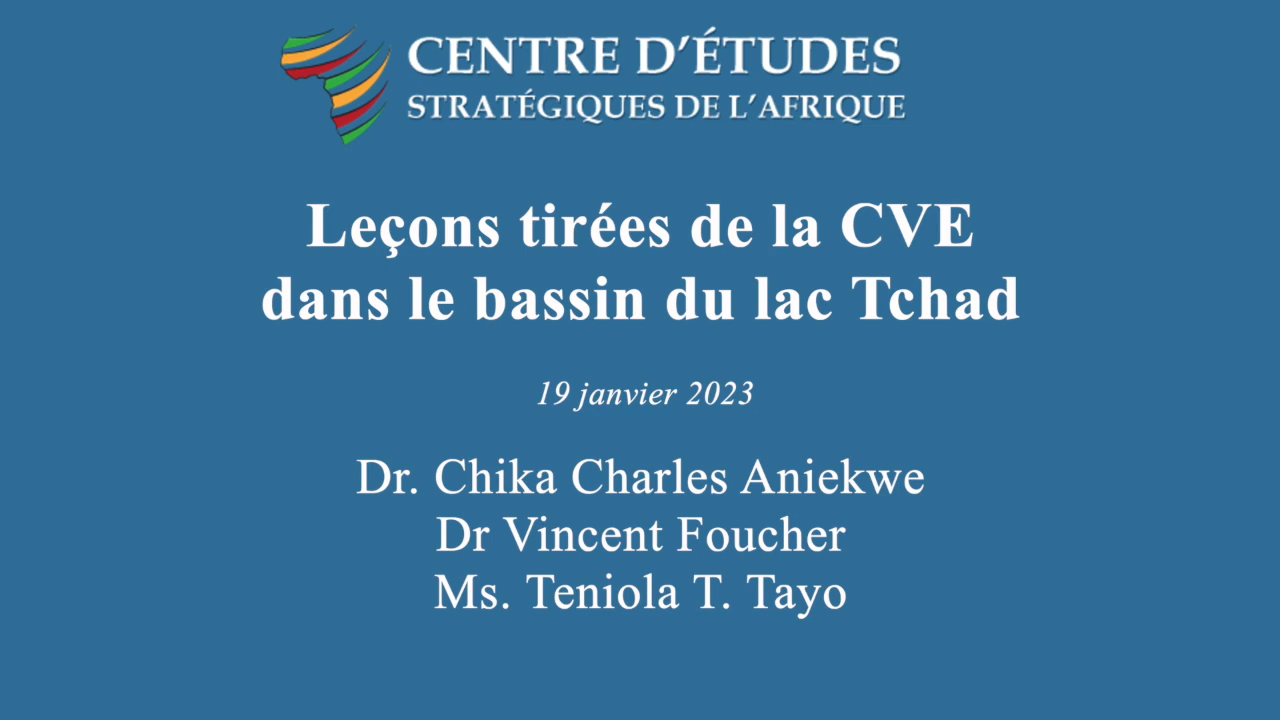 CENTRE D'ÉTUDES
STRATÉGIQUES DE L'AFRIQUE
Leçons tirées de la CVE
dans le bassin du lac Tchad
19 janvier 2023
Dr. Chika Charles Aniekwe
Dr Vincent Foucher
Ms. Teniola T. Tayo